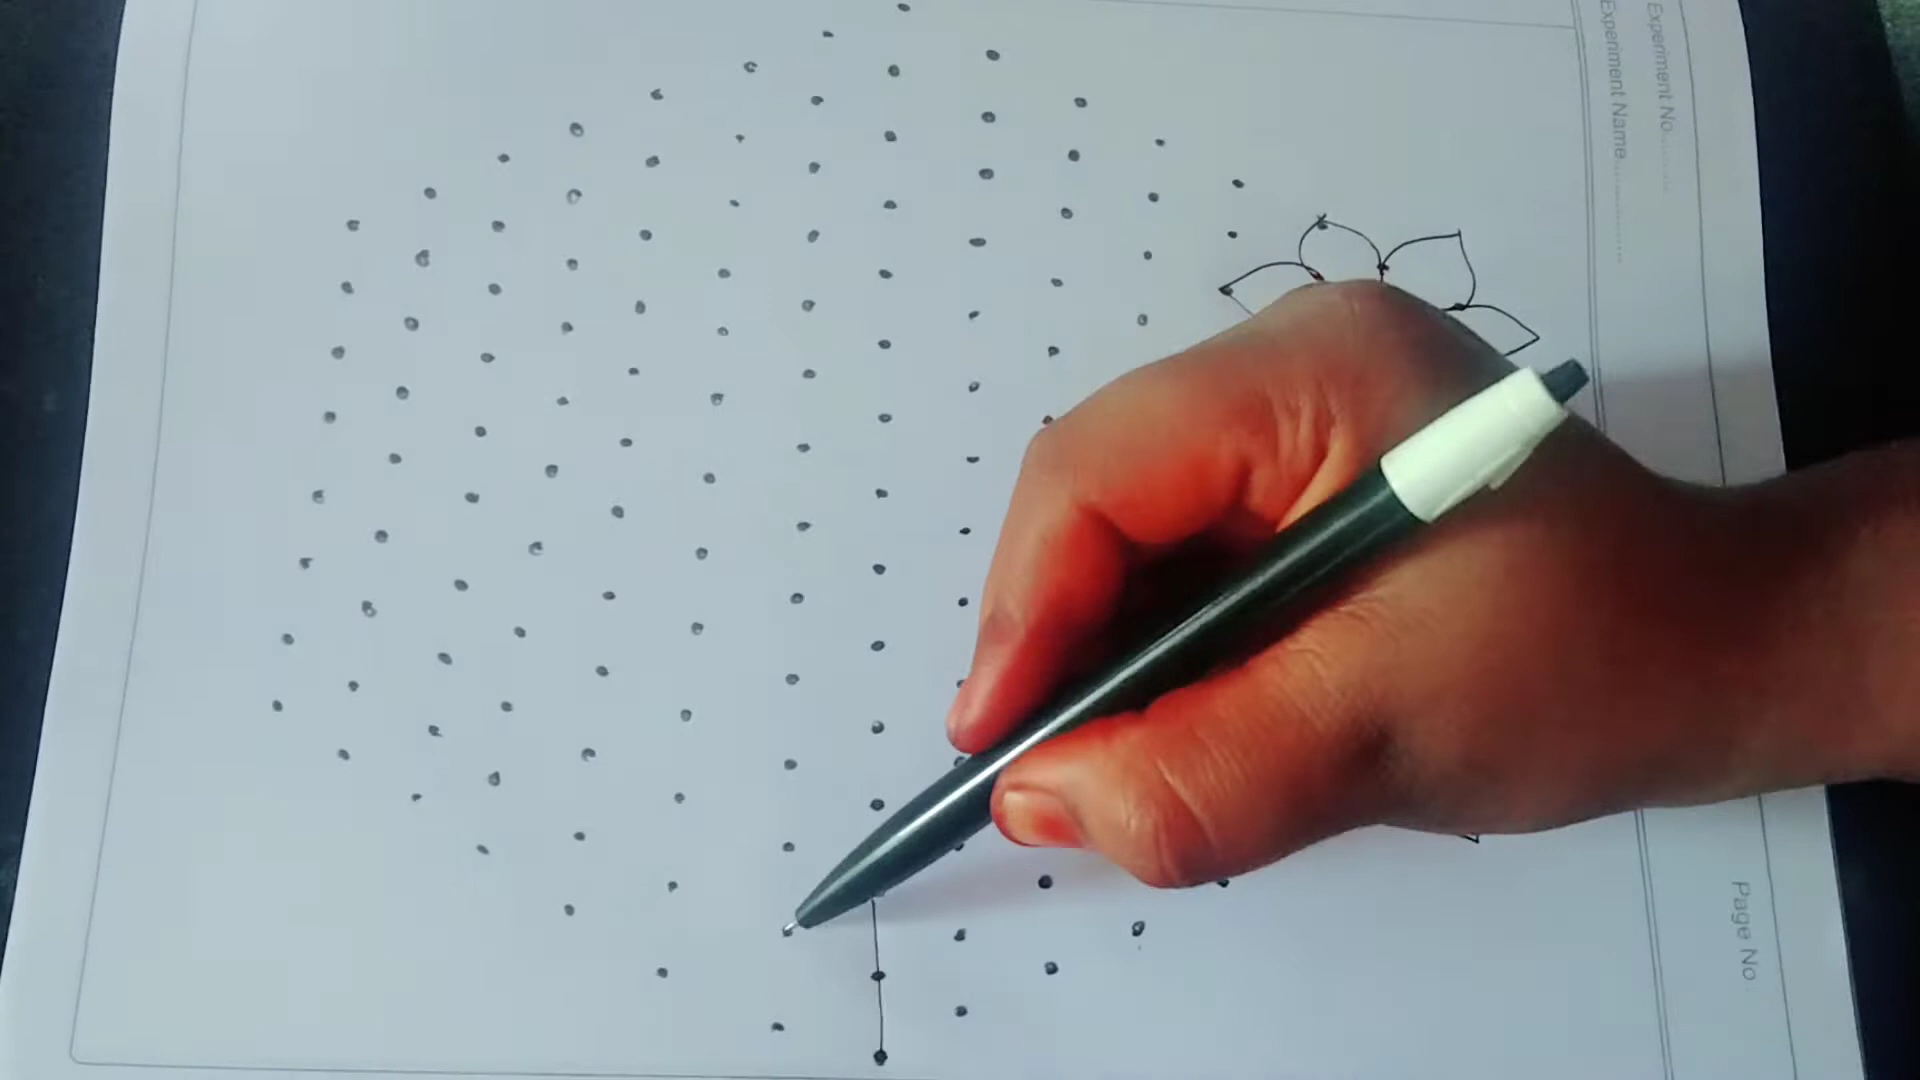 Experiment No..........
Experiment Name....................
Page No